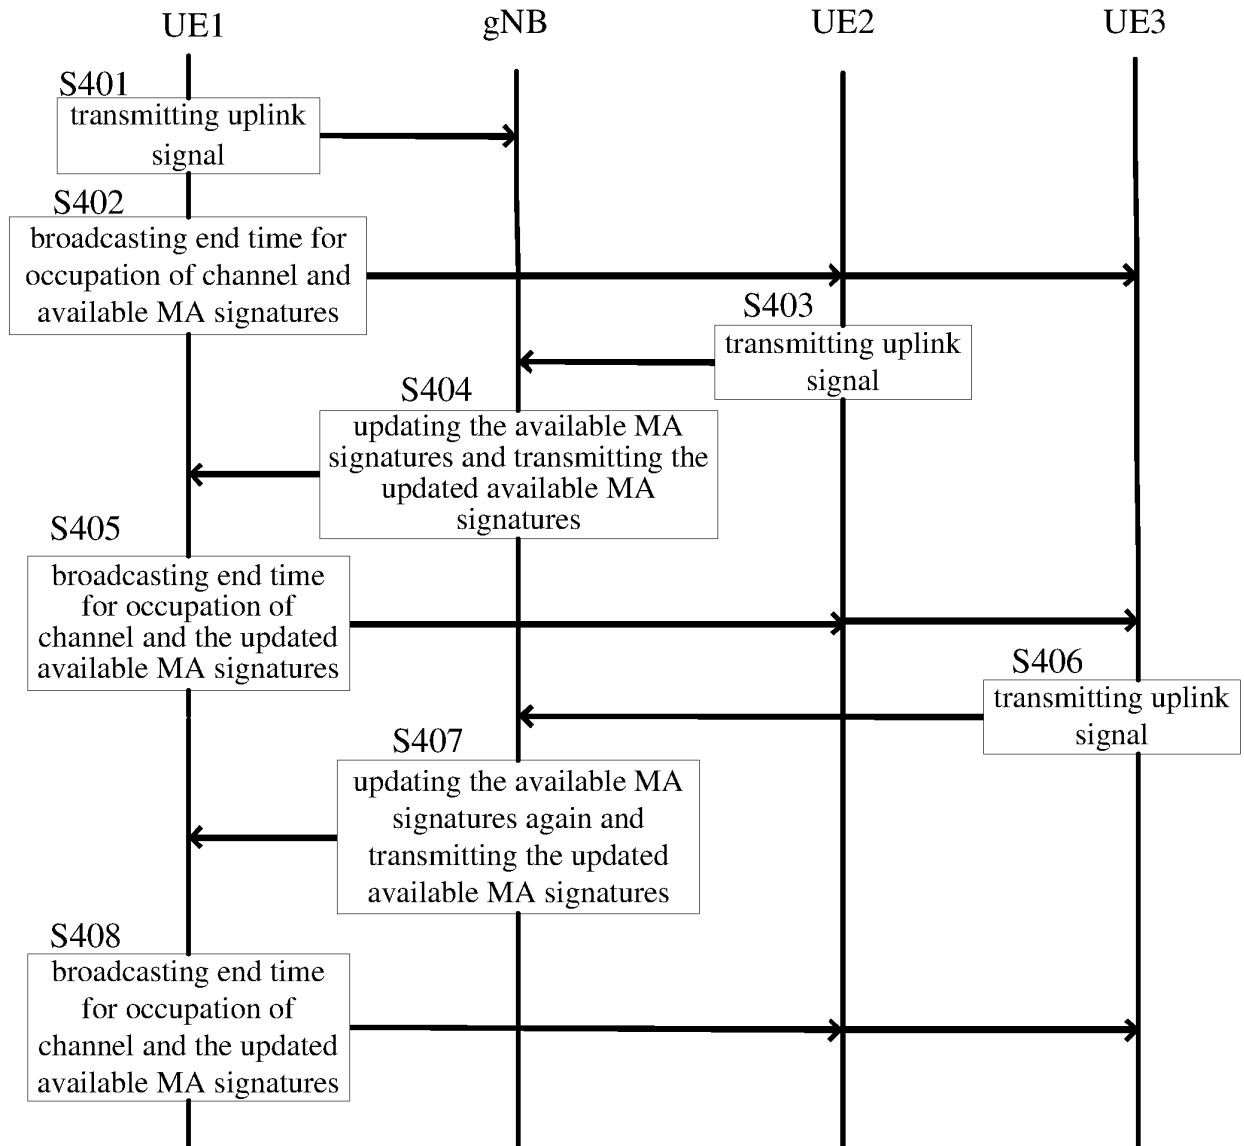 UE1
gNB
UE2
UE3
S401
transmitting uplink
signal
S402
broadcasting end time for
occupation of channel and
available MA signatures
S403
transmitting uplink
signal
S404
updating the available MA
signatures and transmitting the
updated available MA
signatures
S405
broadcasting end time
for occupation of
channel and the updated
available MA signatures
S406
transmitting uplink
signal
S407
updating the available MA
signatures again and
transmitting the updated
available MA signatures
S408
broadcasting end time
for occupation of
channel and the updated
available MA signatures